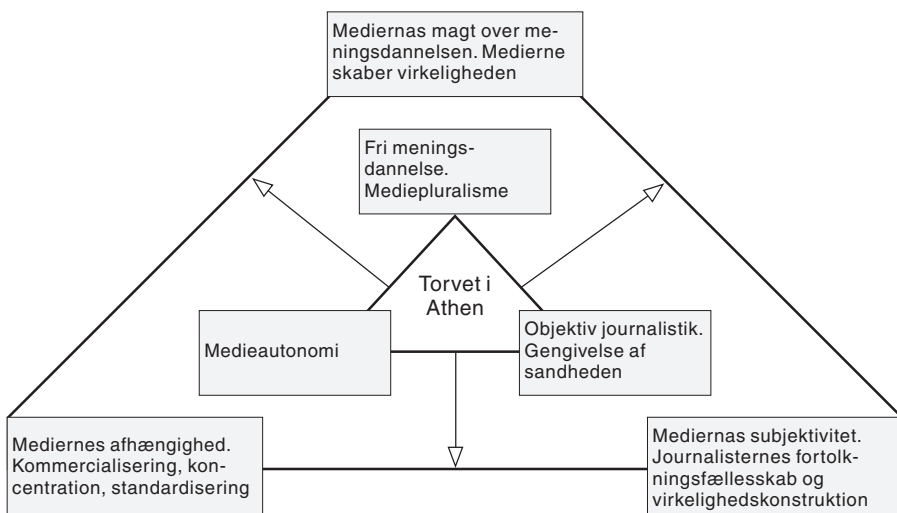 Mediernas magt over me-
ningsdannelsen. Medierne
skaber virkeligheden
Fri menings-
dannelse.
Mediepluralisme
Torvet i
Athen
Medieautonomi
Objektiv journalistik.
Gengivelse af
sandheden
Mediernes afhængighed.
Kommercialisering, kon-
centration, standardisering
Mediernas subjektivitet.
Journalisternes fortolk-
ningsfællesskab og
virkelighedskonstruktion